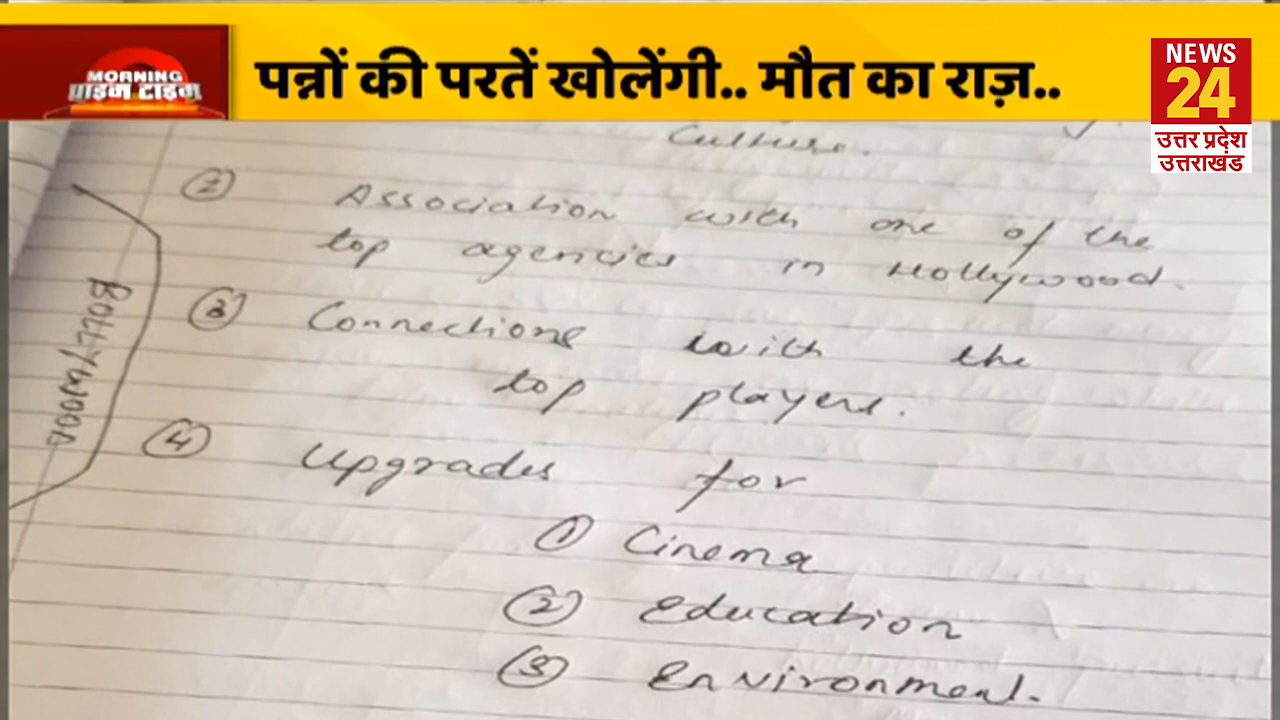 MORNING
प्राइम टाइम
पन्नों की परतें खोलेंगी.. मौत का राज़..
NEWS
24
उत्तर प्रदेश
उत्तराखंड
Culture.
② Association with one of the
top agencies in Hollywood.
③ Connections with the
top players.
BOLLYWOOD
④ Upgrades for
① Cinema
② Education
③ Environment.